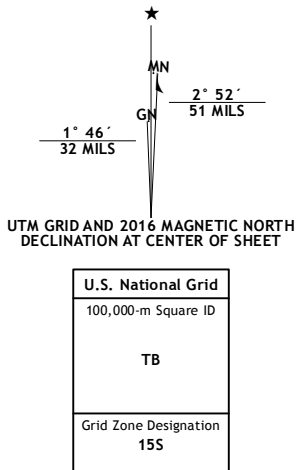 ★
MN
GN
2° 52´
51 MILS
1° 46´
32 MILS
UTM GRID AND 2016 MAGNETIC NORTH
DECLINATION AT CENTER OF SHEET
U.S. National Grid
100,000-m Square ID
TB
Grid Zone Designation
15S